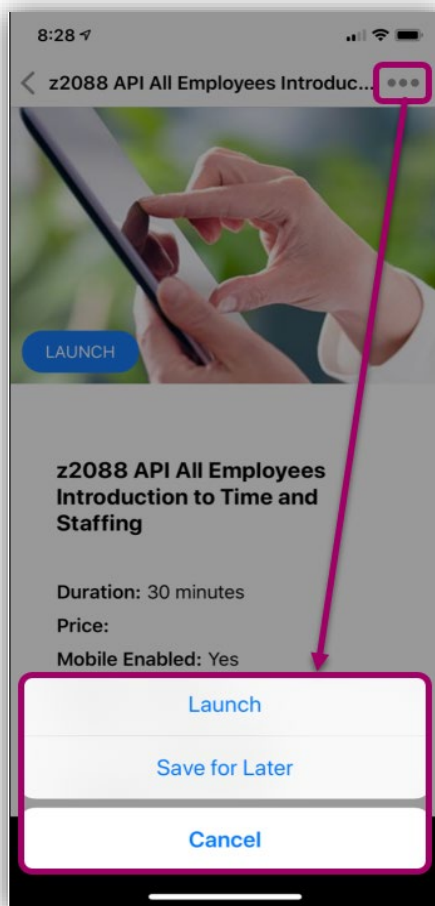 8:28
z2088 API All Employees Introduc...
LAUNCH
z2088 API All Employees
Introduction to Time and
Staffing
Duration: 30 minutes
Price:
Mobile Enabled: Yes
Launch
Save for Later
Cancel